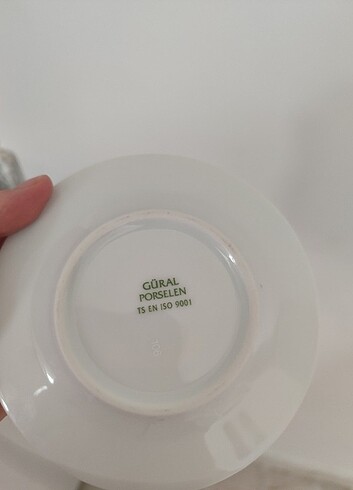 GÜRAL
PORSELEN
TS EN ISO 9001